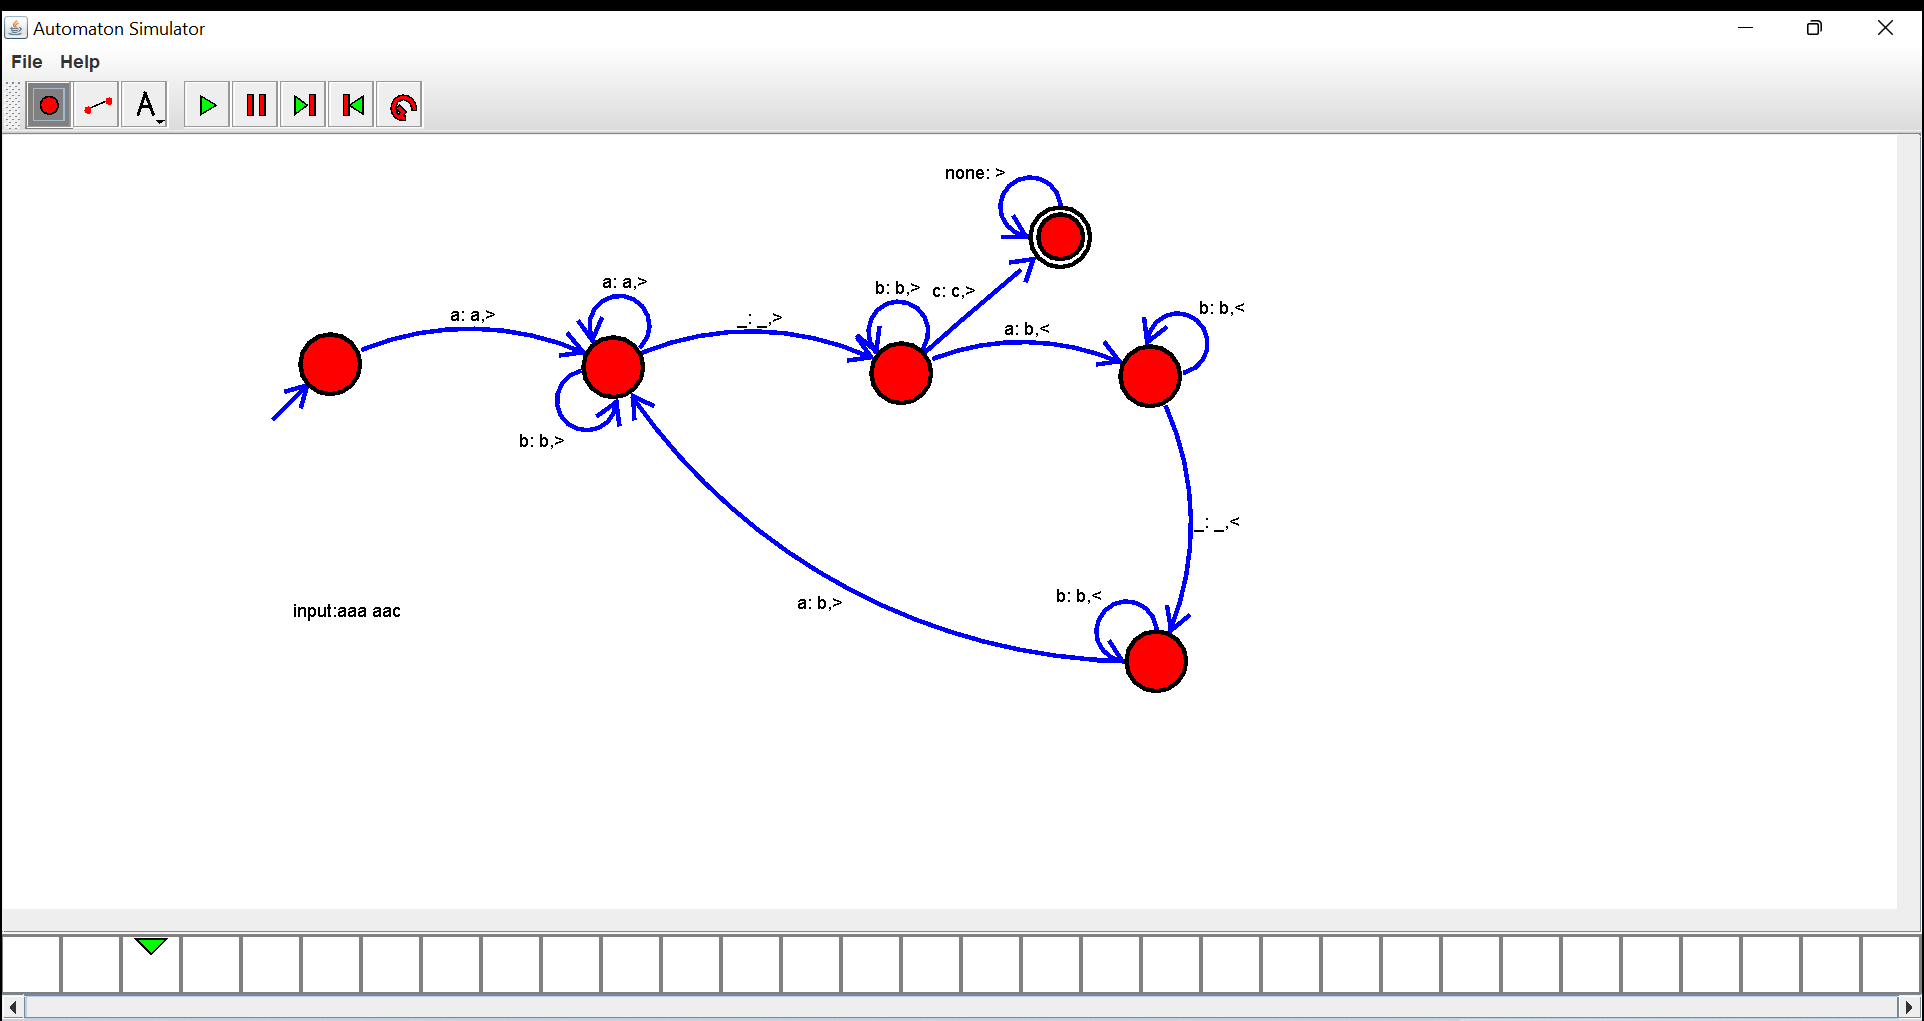 Automaton Simulator
File Help
A
none: >
a: a,>
b: b,>
c: c,>
b: b,<
a: a,>
_: _,>
a: b,<
b: b,>
_: _,<
b: b,<
a: b,>
input:aaa aac